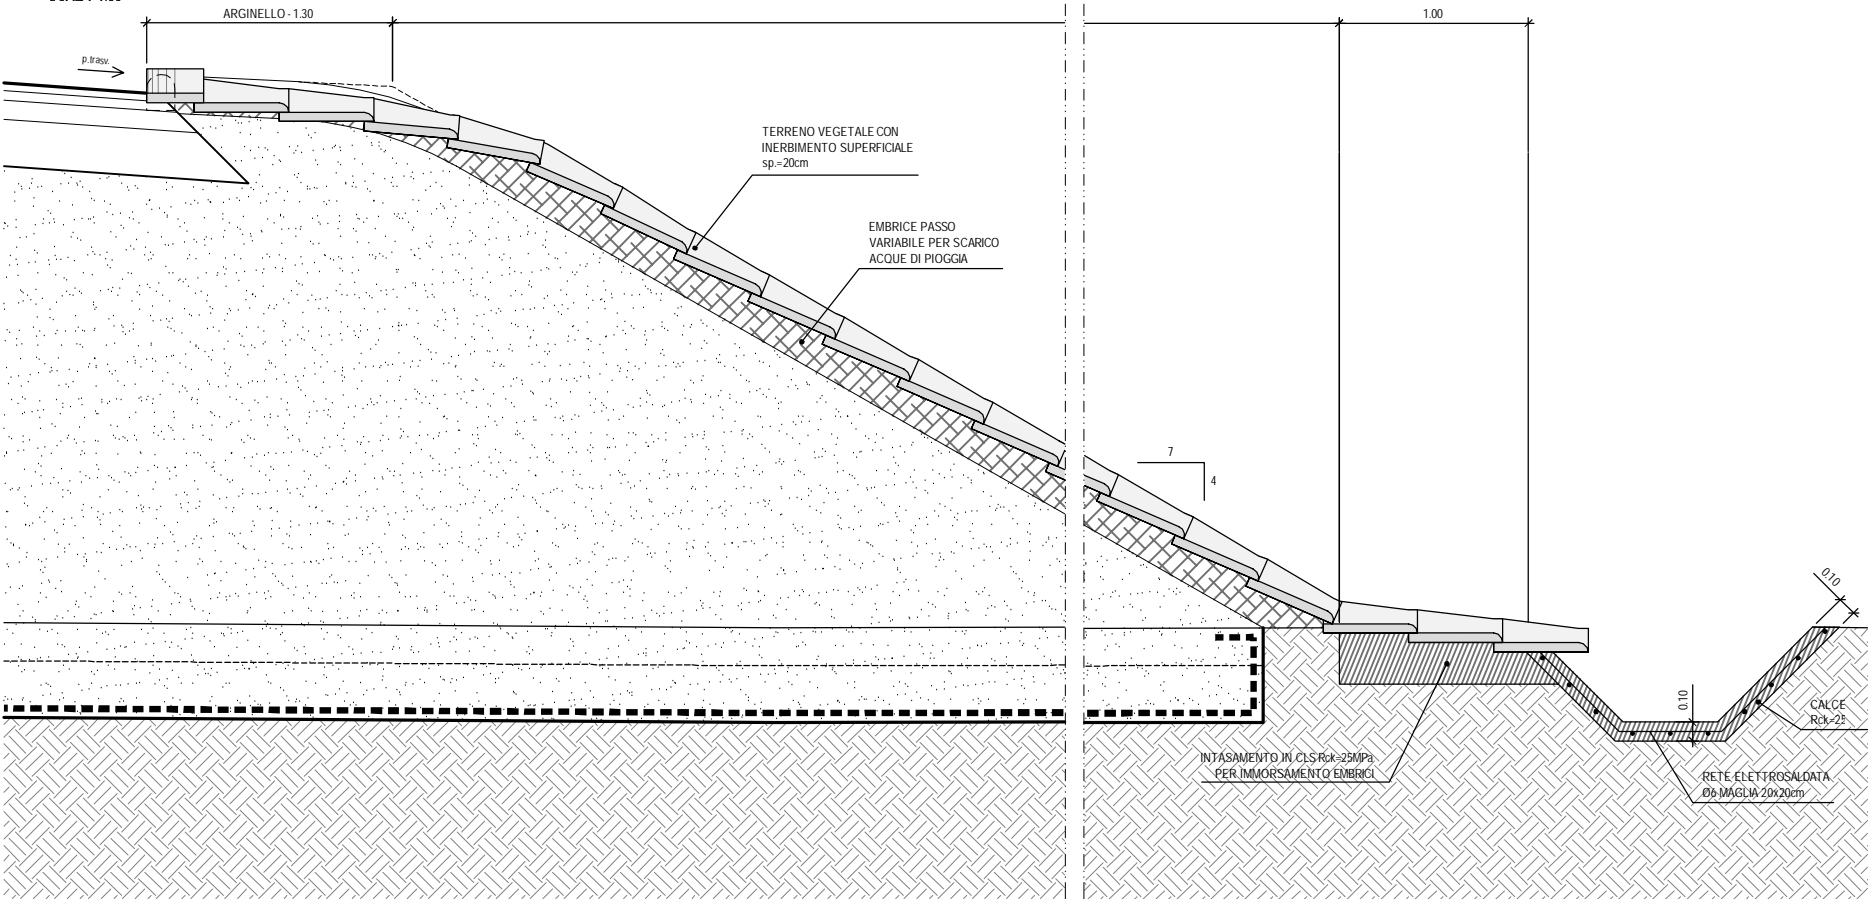 ARGINELLO - 1.30
1.00
p.trasv.
TERRENO VEGETALE CON
INERBIMENTO SUPERFICIALE
sp.=20cm
EMBRICE PASSO
VARIABILE PER SCARICO
ACQUE DI PIOGGIA
7
4
0.10
0.10
CALCE
Rck=25
INTASAMENTO IN CLS Rck=25MPa
PER IMMORSAMENTO EMBRICI
RETE ELETTROSALDATA
Ø6 MAGLIA 20x20cm